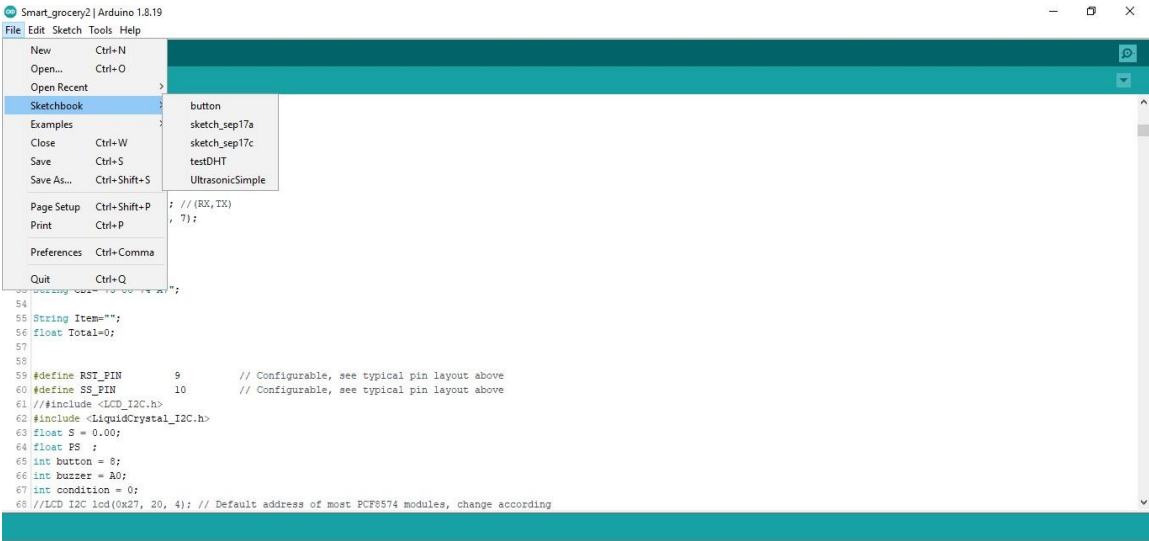 Smart_grocery2 | Arduino 1.8.19
File Edit Sketch Tools Help
New Ctrl+N
Open... Ctrl+O
Open Recent
Sketchbook
Examples
Close Ctrl+W
Save Ctrl+S
Save As... Ctrl+Shift+S
Page Setup Ctrl+Shift+P
Print Ctrl+P
Preferences Ctrl+Comma
Quit Ctrl+Q
button
sketch_sep17a
sketch_sep17c
testDHT
UltrasonicSimple
; //(RX,TX)
, 7);
54
55 String Item="";
56 float Total=0;
57
58
59 #define RST_PIN 9 // Configurable, see typical pin layout above
60 #define SS_PIN 10 // Configurable, see typical pin layout above
61 //#include <LCD_I2C.h>
62 #include <LiquidCrystal_I2C.h>
63 float S = 0.00;
64 float PS ;
65 int button = 8;
66 int buzzer = A0;
67 int condition = 0;
68 //LCD I2C lcd(0x27, 20, 4); // Default address of most PCF8574 modules, change according